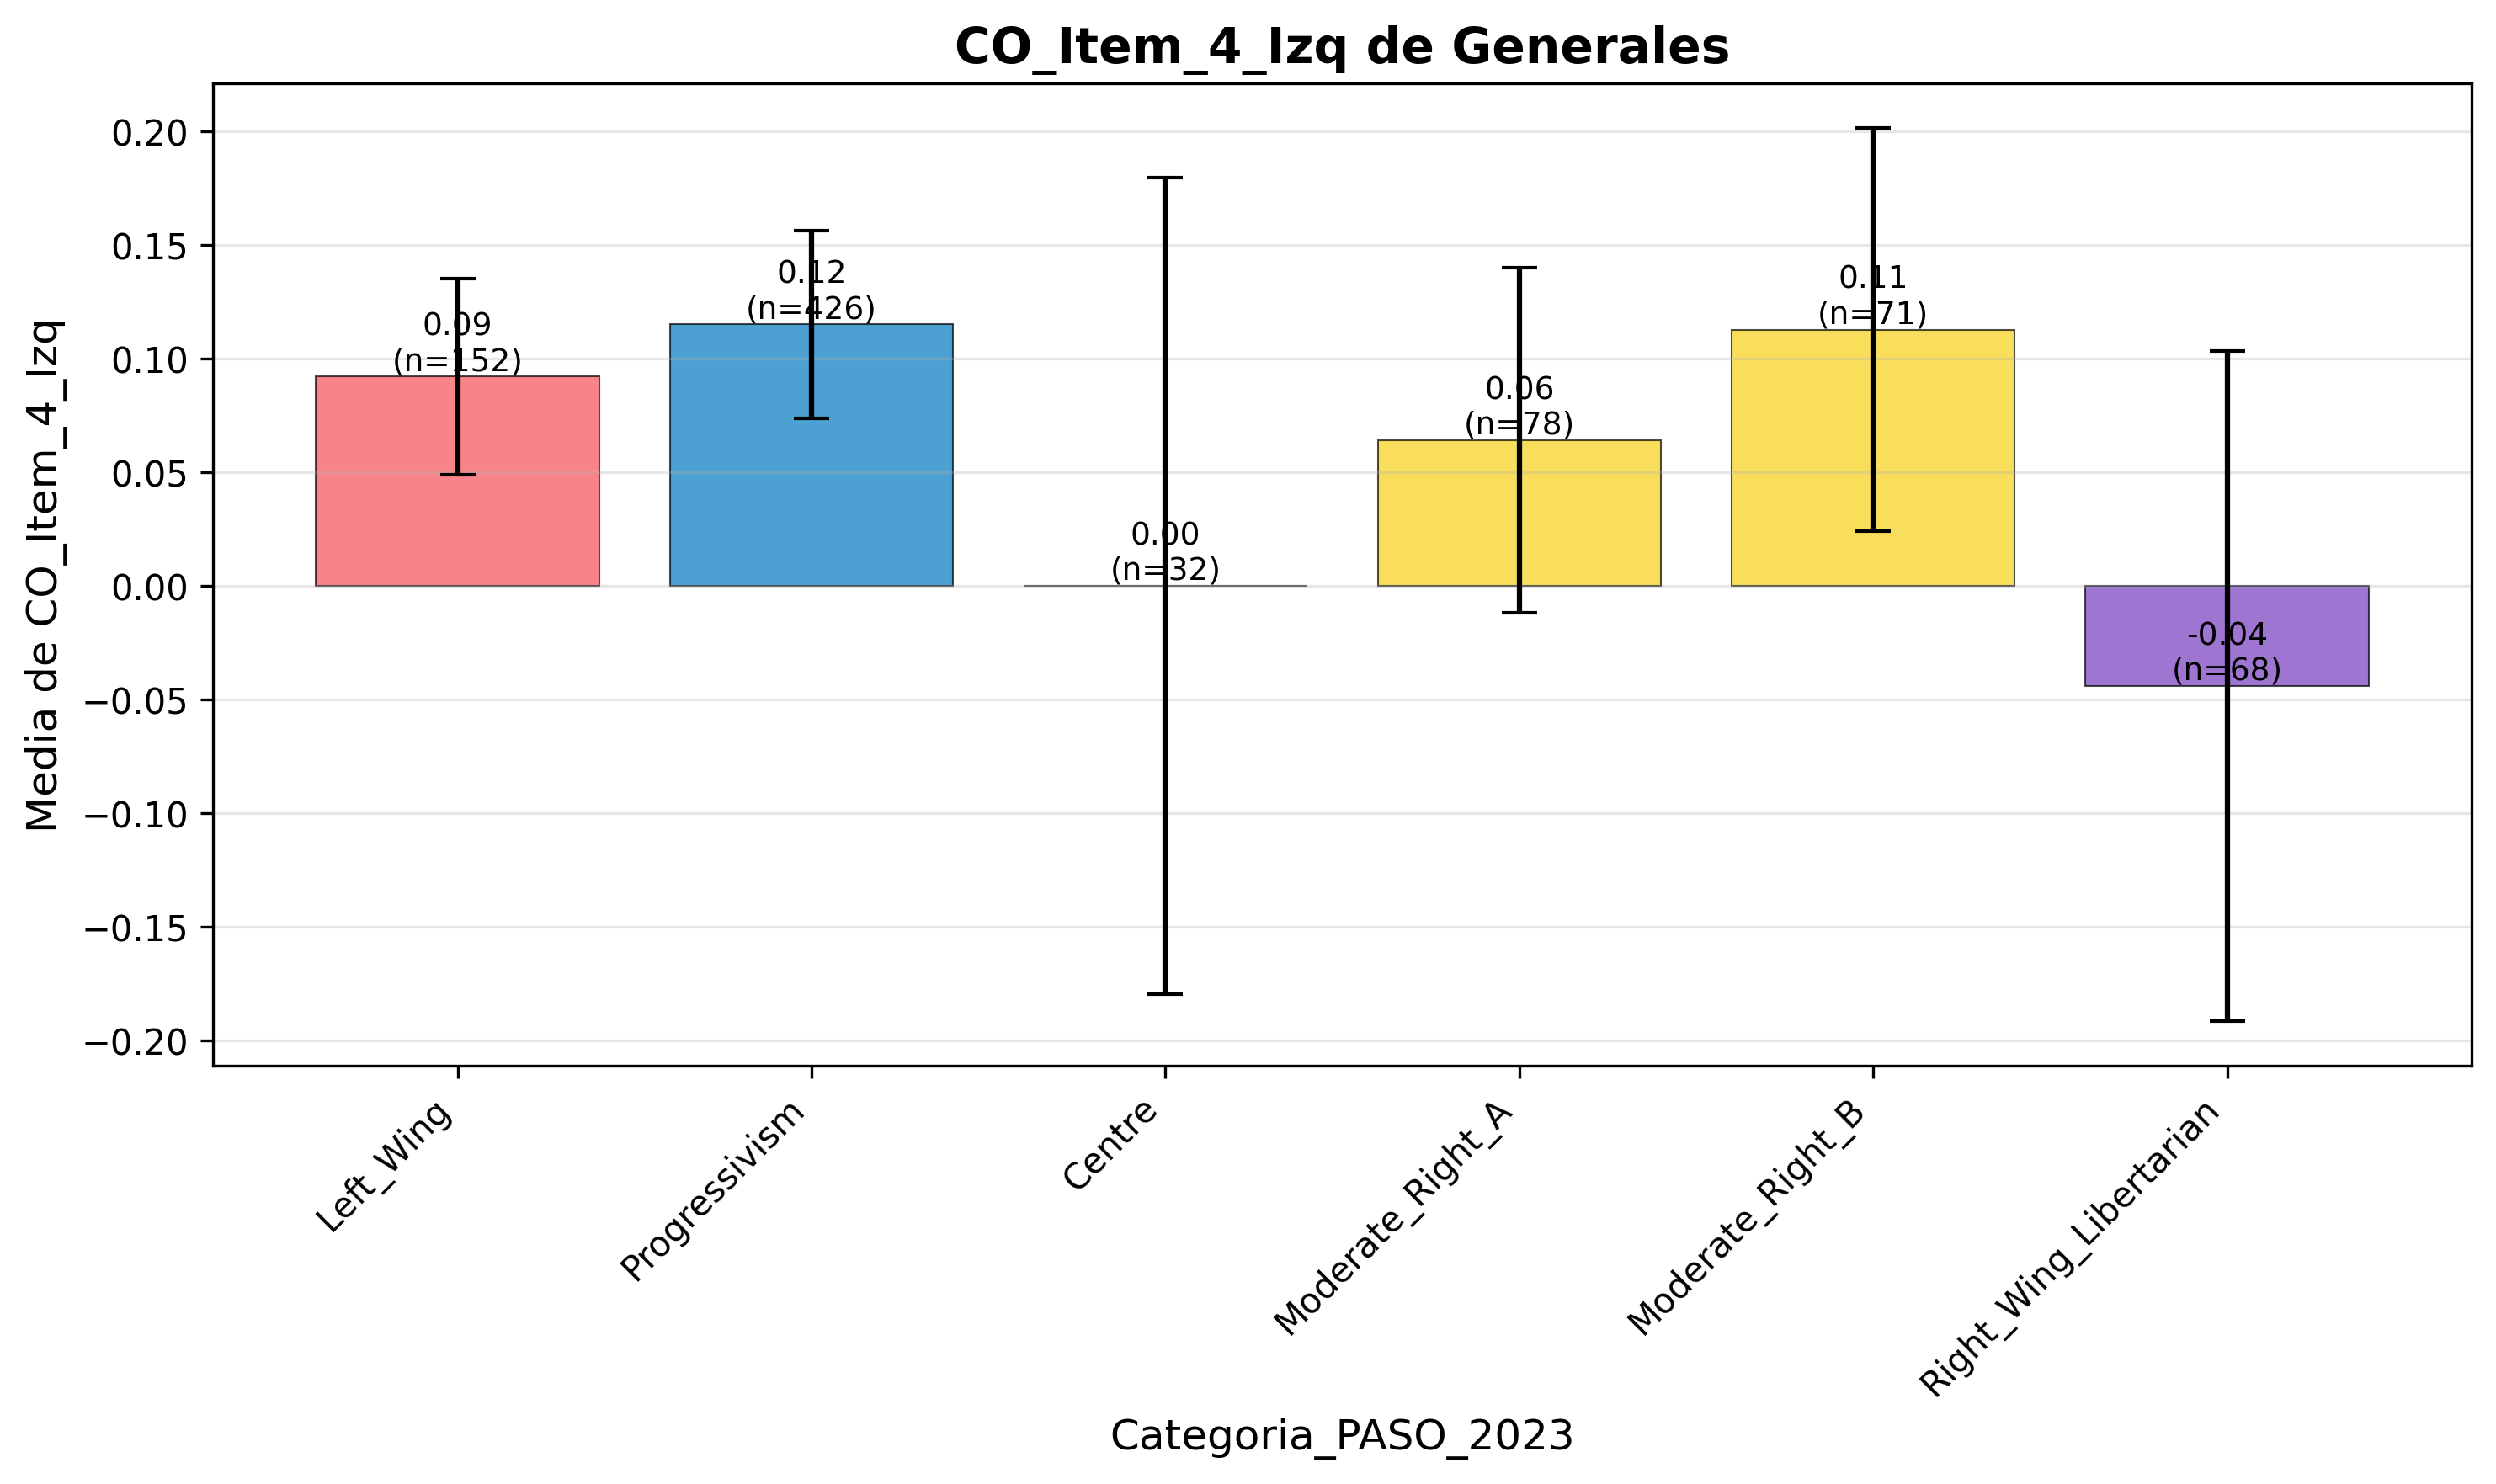 CO_Item_4_Izq de Generales
Media de CO_Item_4_Izq
0.20
0.15
0.10
0.05
0.00
−0.05
−0.10
−0.15
−0.20
0.09
(n=152)
0.12
(n=426)
0.00
(n=32)
0.06
(n=78)
0.11
(n=71)
-0.04
(n=68)
Left_Wing
Progressivism
Centre
Moderate_Right_A
Moderate_Right_B
Right_Wing_Libertarian
Categoria_PASO_2023